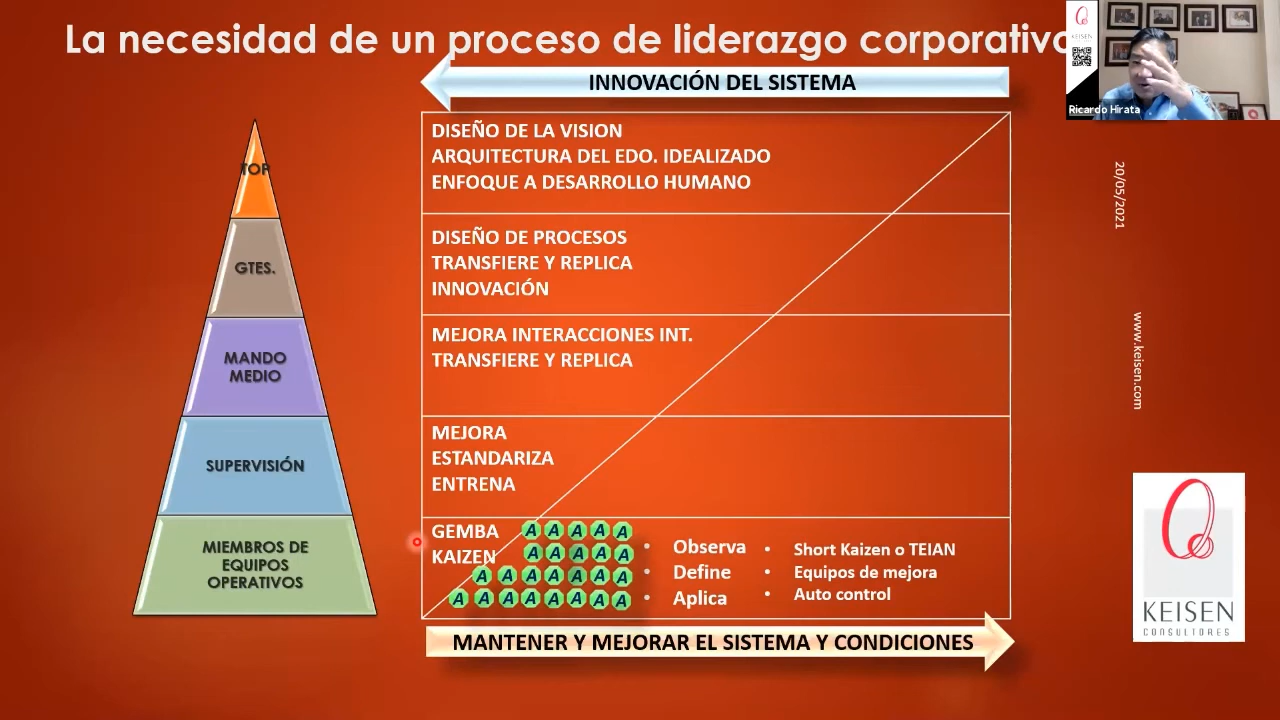 La necesidad de un proceso de liderazgo corporativo
INNOVACIÓN DEL SISTEMA
TOP
GTES.
MANDO
MEDIO
SUPERVISIÓN
MIEMBROS DE
EQUIPOS
OPERATIVOS
DISEÑO DE LA VISION
ARQUITECTURA DEL EDO. IDEALIZADO
ENFOQUE A DESARROLLO HUMANO
DISEÑO DE PROCESOS
TRANSFIERE Y REPLICA
INNOVACIÓN
MEJORA INTERACCIONES INT.
TRANSFIERE Y REPLICA
MEJORA
ESTANDARIZA
ENTRENA
GEMBA
KAIZEN
A A A A A
A A A A A
A A A A A A A
A A A A A A A A
• Observa
• Define
• Aplica
• Short Kaizen o TEIAN
• Equipos de mejora
• Auto control
MANTENER Y MEJORAR EL SISTEMA Y CONDICIONES
KEISEN
Ricardo Hirata
20/05/2021
www.keisen.com
KEISEN
CONSULTORES